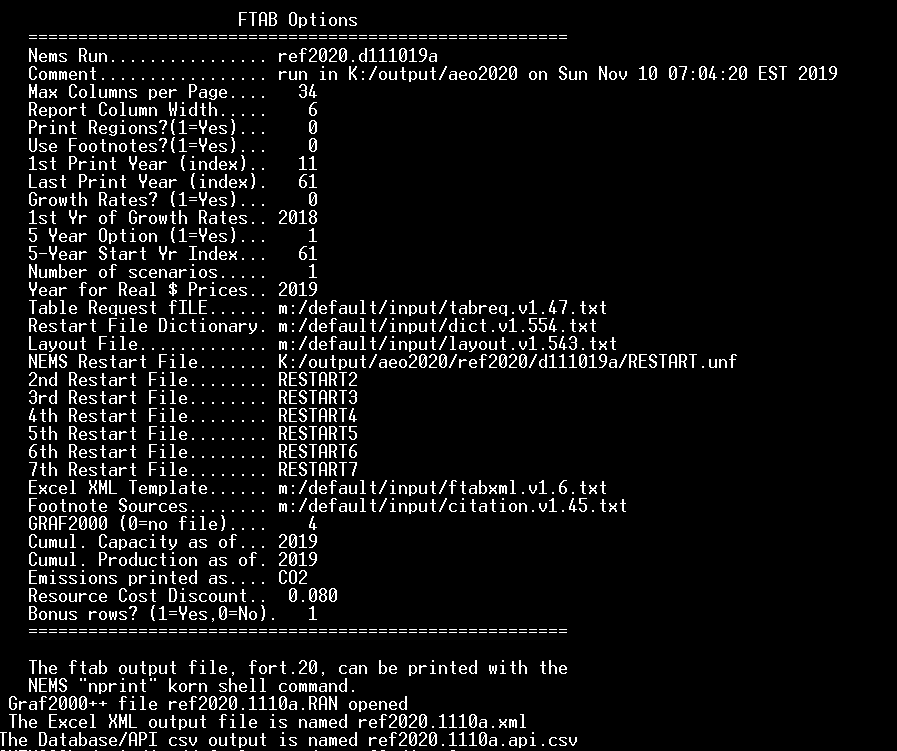 FTAB Options
======================================================
Nems Run................ ref2020.d111019a
Comment................. run in K:/output/aeo2020 on Sun Nov 10 07:04:20 EST 2019
Max Columns per Page.... 34
Report Column Width..... 6
Print Regions?(1=Yes)... 0
Use Footnotes?(1=Yes)... 0
1st Print Year (index).. 11
Last Print Year (index). 61
Growth Rates? (1=Yes)... 0
1st Yr of Growth Rates.. 2018
5 Year Option (1=Yes)... 1
5-Year Start Yr Index... 61
Number of scenarios..... 1
Year for Real $ Prices.. 2019
Table Request fILE...... m:/default/input/tabreq.v1.47.txt
Restart File Dictionary. m:/default/input/dict.v1.554.txt
Layout File............. m:/default/input/layout.v1.543.txt
NEMS Restart File....... K:/output/aeo2020/ref2020/d111019a/RESTART.unf
2nd Restart File........ RESTART2
3rd Restart File........ RESTART3
4th Restart File........ RESTART4
5th Restart File........ RESTART5
6th Restart File........ RESTART6
7th Restart File........ RESTART7
Excel XML Template...... m:/default/input/ftabxml.v1.6.txt
Footnote Sources........ m:/default/input/citation.v1.45.txt
GRAF2000 (0=no file).... 4
Cumul. Capacity as of... 2019
Cumul. Production as of. 2019
Emissions printed as.... CO2
Resource Cost Discount.. 0.080
Bonus rows? (1=Yes,0=No). 1
======================================================
The ftab output file, fort.20, can be printed with the
NEMS "nprint" korn shell command.
Graf2000++ file ref2020.1110a.RAN opened
The Excel XML output file is named ref2020.1110a.xml
The Database/API csv output is named ref2020.1110a.api.csv